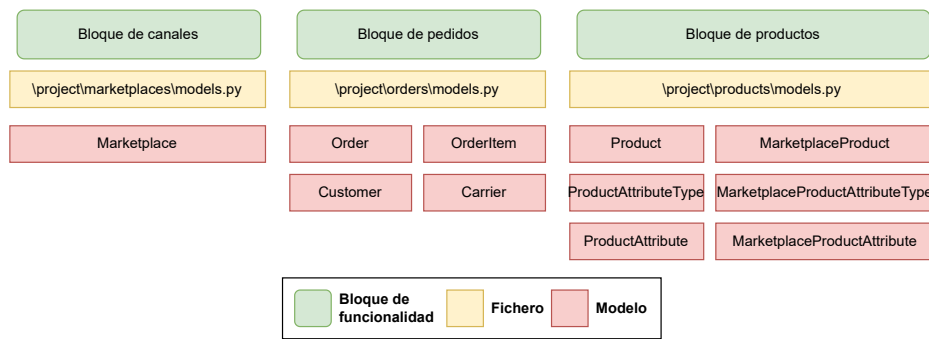 Bloque de canales
Bloque de pedidos
Bloque de productos
\project\marketplaces\models.py
\project\orders\models.py
\project\products\models.py
Marketplace
Order
OrderItem
Product
MarketplaceProduct
Customer
Carrier
ProductAttributeType
MarketplaceProductAttributeType
ProductAttribute
MarketplaceProductAttribute
Bloque de
funcionalidad
Fichero
Modelo